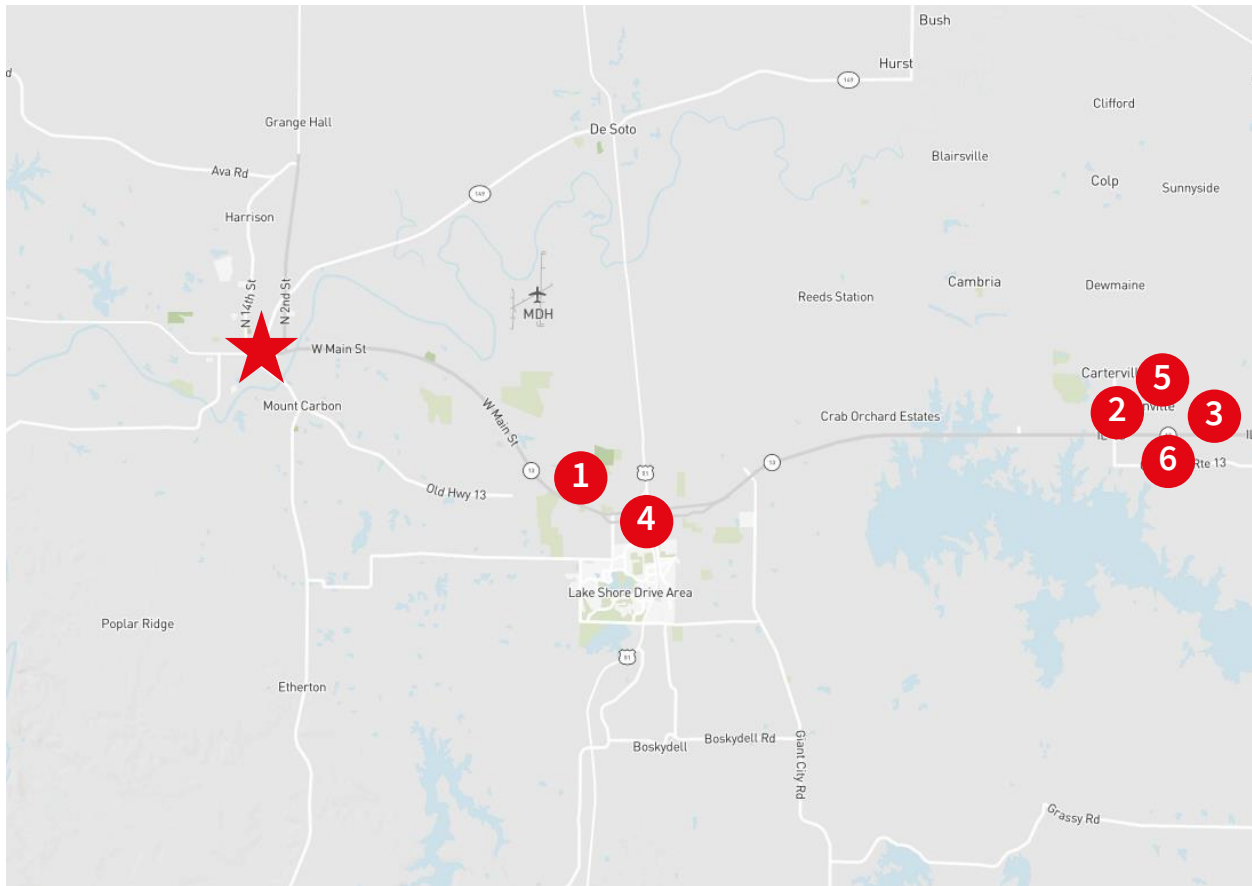 Bush
Hurst
149
Clifford
Grange Hall
De Soto
Blairsville
Ava Rd
149
Colp
Sunnyside
Harrison
N 14th St
N 2nd St
MDH
Reeds Station
Cambria
Dewmaine
W Main St
Mount Carbon
W Main St
Carterville
5
2
3
Crab Orchard Estates
13
1
51
13
6
Rte 13
Old Hwy 13
4
Lake Shore Drive Area
Poplar Ridge
51
Etherton
Boskydell
Boskydell Rd
Giant City Rd
Grassy Rd